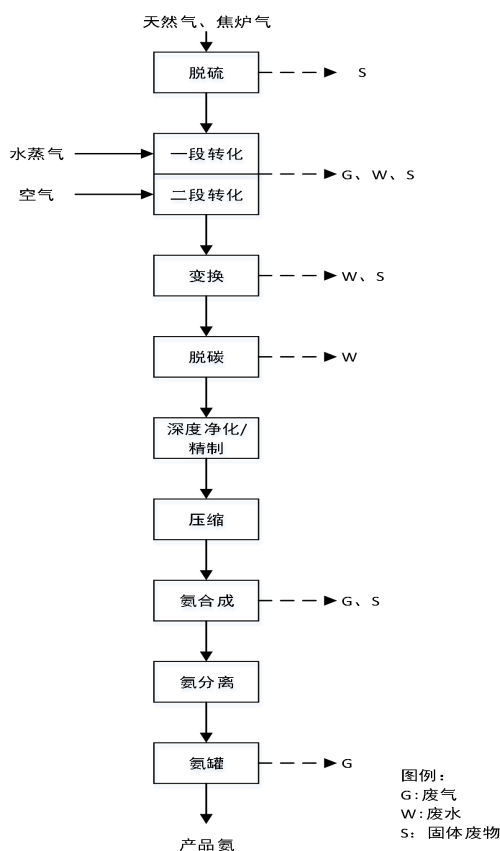 天然气、焦炉气
脱硫
S
水蒸气
一段转化
G、W、S
空气
二段转化
变换
W、S
脱碳
W
深度净化/
精制
压缩
氨合成
G、S
氨分离
氨罐
G
产品氨
图例：
G:废气
W:废水
S：固体废物